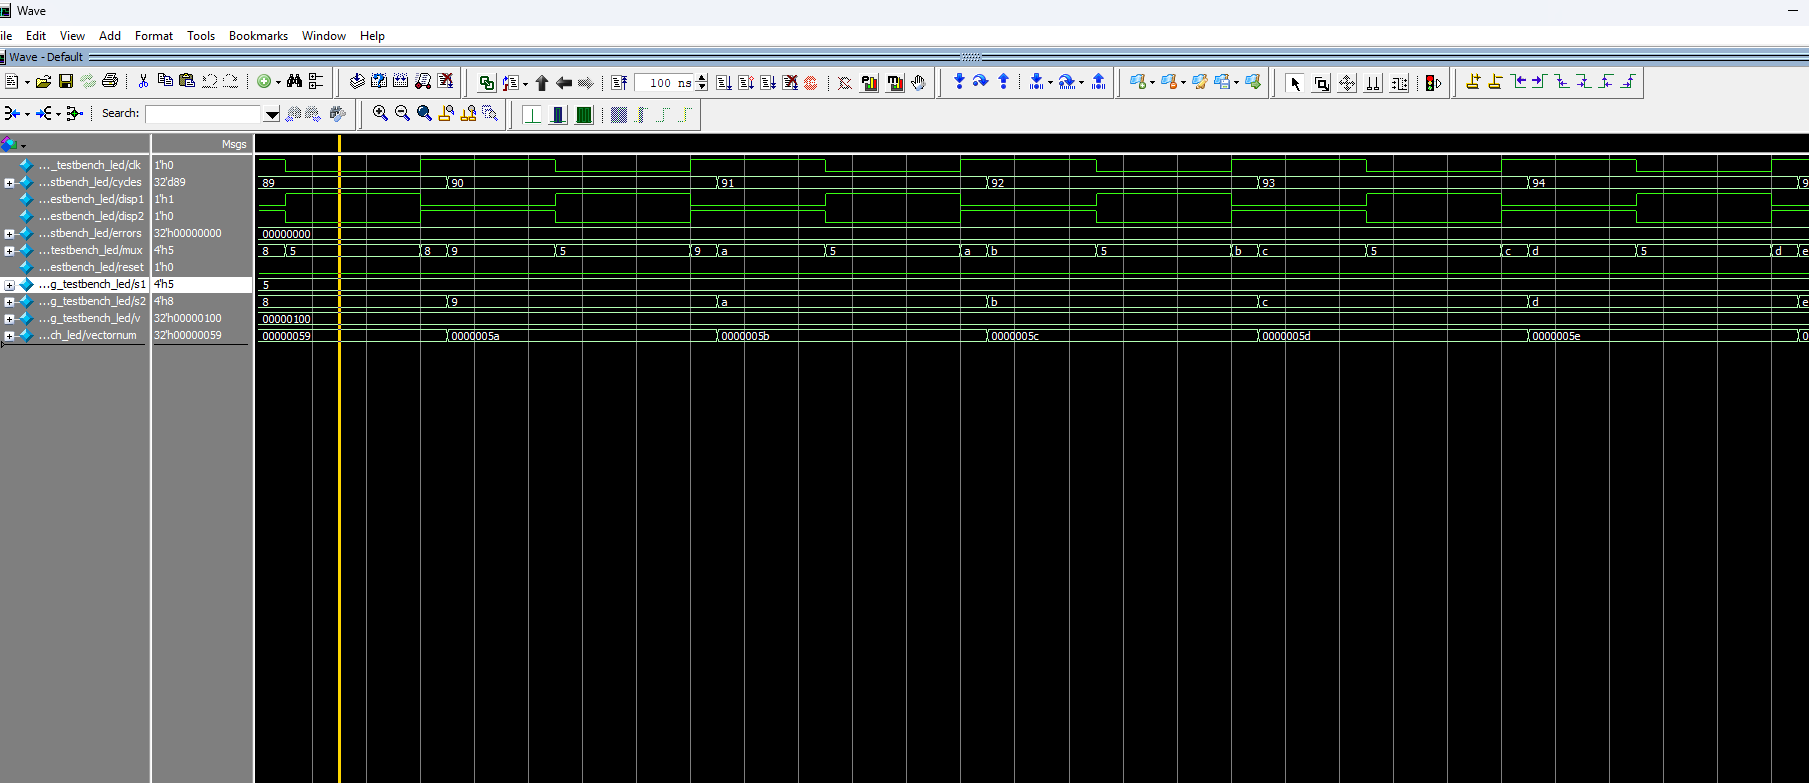 Wave
ile Edit View Add Format Tools Bookmarks Window Help
Wave - Default
100 ns
Search:
Msgs
..._testbench_led/clk 1'h0
...stbench_led/cycles 32'd89 89 90 91 92 93 94 9
...estbench_led/disp1 1'h1
...estbench_led/disp2 1'h0
...stbench_led/errors 32'h00000000 00000000
...testbench_led/mux 4'h5 8 5 8 9 5 9 a 5 a b 5 b c 5 c d 5 d e
...estbench_led/reset 1'h0
...g_testbench_led/s1 4'h5 5
...g_testbench_led/s2 4'h8 8 9 a b c d e
...g_testbench_led/v 32'h00000100 00000100
...ch_led/vectornum 32'h00000059 00000059 0000005a 0000005b 0000005c 0000005d 0000005e 0